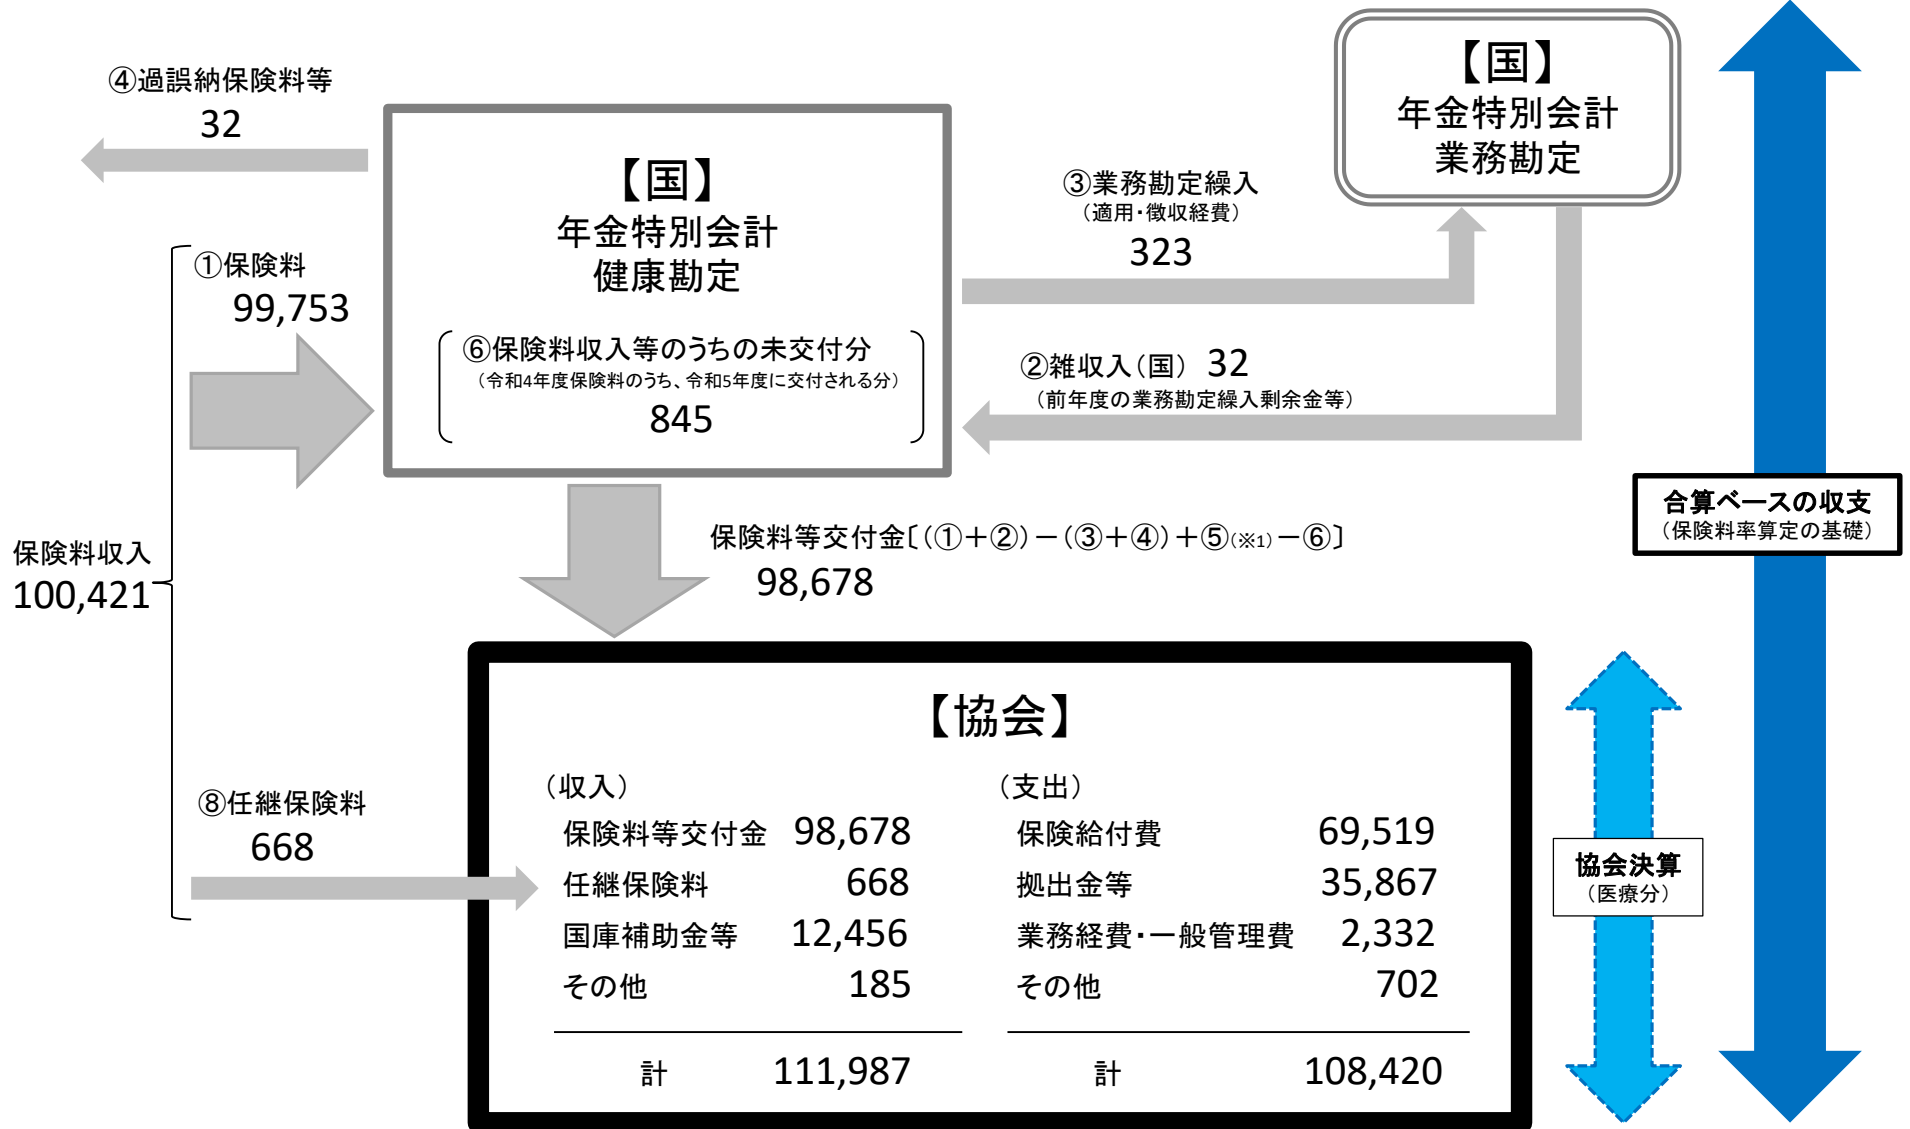 ④過誤納保険料等
32
【国】
年金特別会計
健康勘定
⑥保険料収入等のうちの未交付分
（令和4年度保険料のうち、令和5年度に交付される分）
845
【国】
年金特別会計
業務勘定
③業務勘定繰入
（適用・徴収経費）
323
②雑収入（国） 32
（前年度の業務勘定繰入剰余金等）
①保険料
99,753
保険料収入
100,421
保険料等交付金〔（①＋②）－（③＋④）＋⑤（※1）－⑥〕
98,678
合算ベースの収支
（保険料率算定の基礎）
⑧任継保険料
668
【協会】
（収入）
保険料等交付金 98,678
任継保険料 668
国庫補助金等 12,456
その他 185
計 111,987
（支出）
保険給付費 69,519
拠出金等 35,867
業務経費・一般管理費 2,332
その他 702
計 108,420
協会決算
（医療分）